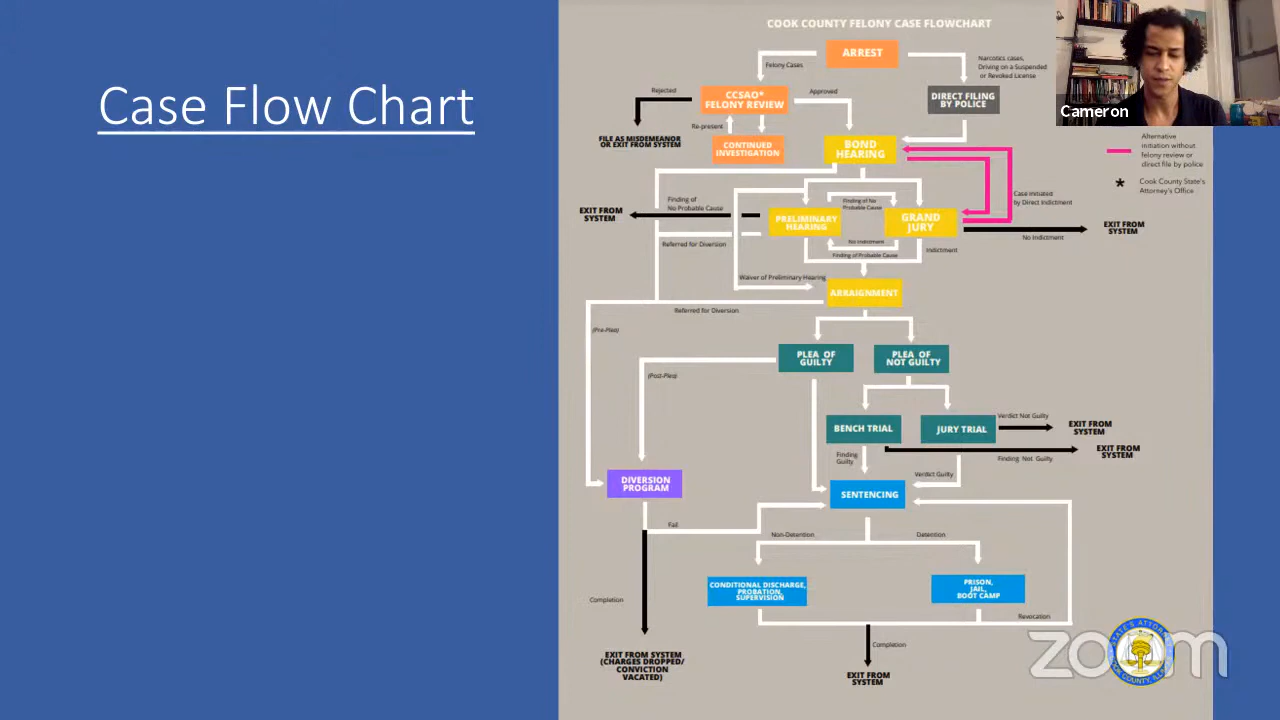 Case Flow Chart
COOK COUNTY FELONY CASE FLOWCHART
Cameron
ARREST
Felony Cases
Narcotics cases,
Driving on a Suspended
or Revoked License
Rejected
CCSAO*
FELONY REVIEW
Approved
DIRECT FILING
BY POLICE
Re-present
FILE AS MISDEMEANOR
OR EXIT FROM SYSTEM
CONTINUED
INVESTIGATION
BOND
HEARING
Alternative
initiation without
felony review or
direct file by police
*
Cook County State's
Attorney's Office
Case Initiated
by Direct Indictment
Finding of
No Probable Cause
EXIT FROM
SYSTEM
PRELIMINARY
HEARING
Finding of No
Probable Cause
GRAND
JURY
No Indictment
EXIT FROM
SYSTEM
Referred for Diversion
No Indictment
Finding of Probable Cause
Indictment
Waiver of Preliminary Hearing
ARRAIGNMENT
Referred for Diversion
(Pre-Plea)
PLEA OF
GUILTY
PLEA OF
NOT GUILTY
(Post-Plea)
BENCH TRIAL
JURY TRIAL
Verdict Not Guilty
EXIT FROM
SYSTEM
Finding
Guilty
Finding Not Guilty
EXIT FROM
SYSTEM
Verdict Guilty
DIVERSION
PROGRAM
SENTENCING
Fail
Non-Detention
Detention
CONDITIONAL DISCHARGE,
PROBATION,
SUPERVISION
PRISON,
JAIL,
BOOT CAMP
Completion
Revocation
Completion
EXIT FROM SYSTEM
(CHARGES DROPPED/
CONVICTION
VACATED)
EXIT FROM
SYSTEM
zoom